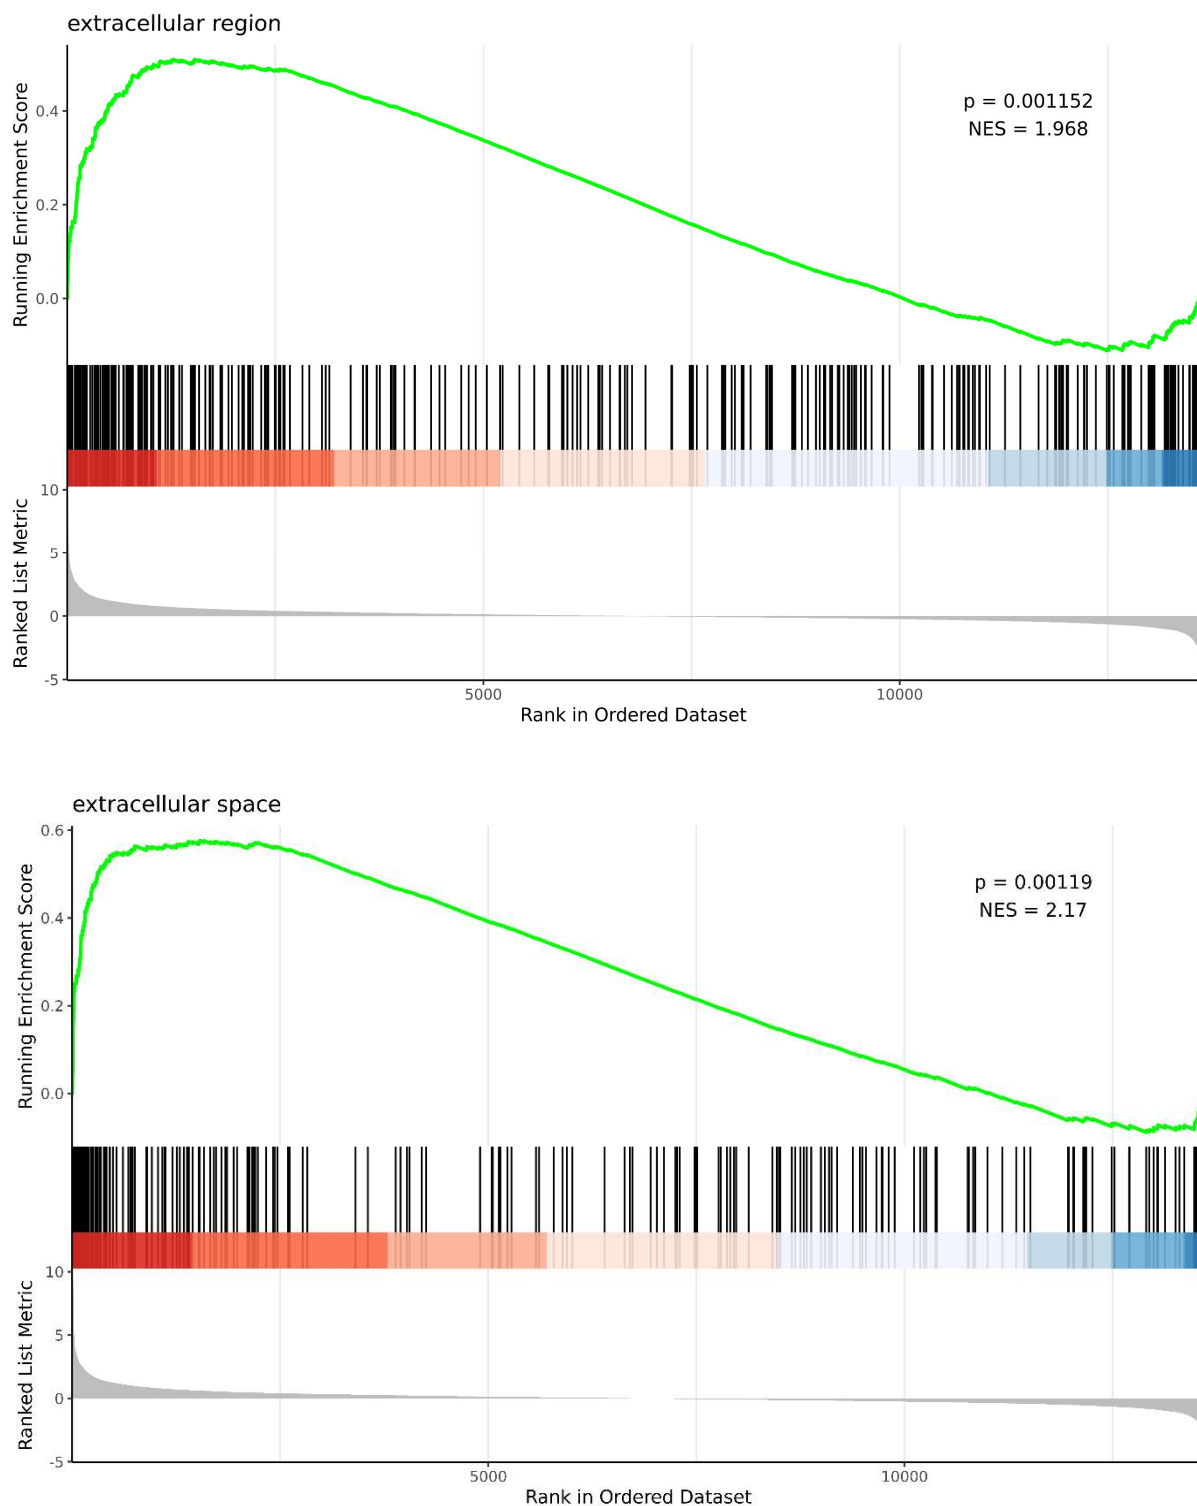 extracellular region
Running Enrichment Score
0.4
0.2
0.0
p = 0.001152
NES = 1.968
Ranked List Metric
10
5
0
-5
5000
10000
Rank in Ordered Dataset
extracellular space
Running Enrichment Score
0.6
0.4
0.2
0.0
p = 0.00119
NES = 2.17
Ranked List Metric
10
5
0
-5
5000
10000
Rank in Ordered Dataset